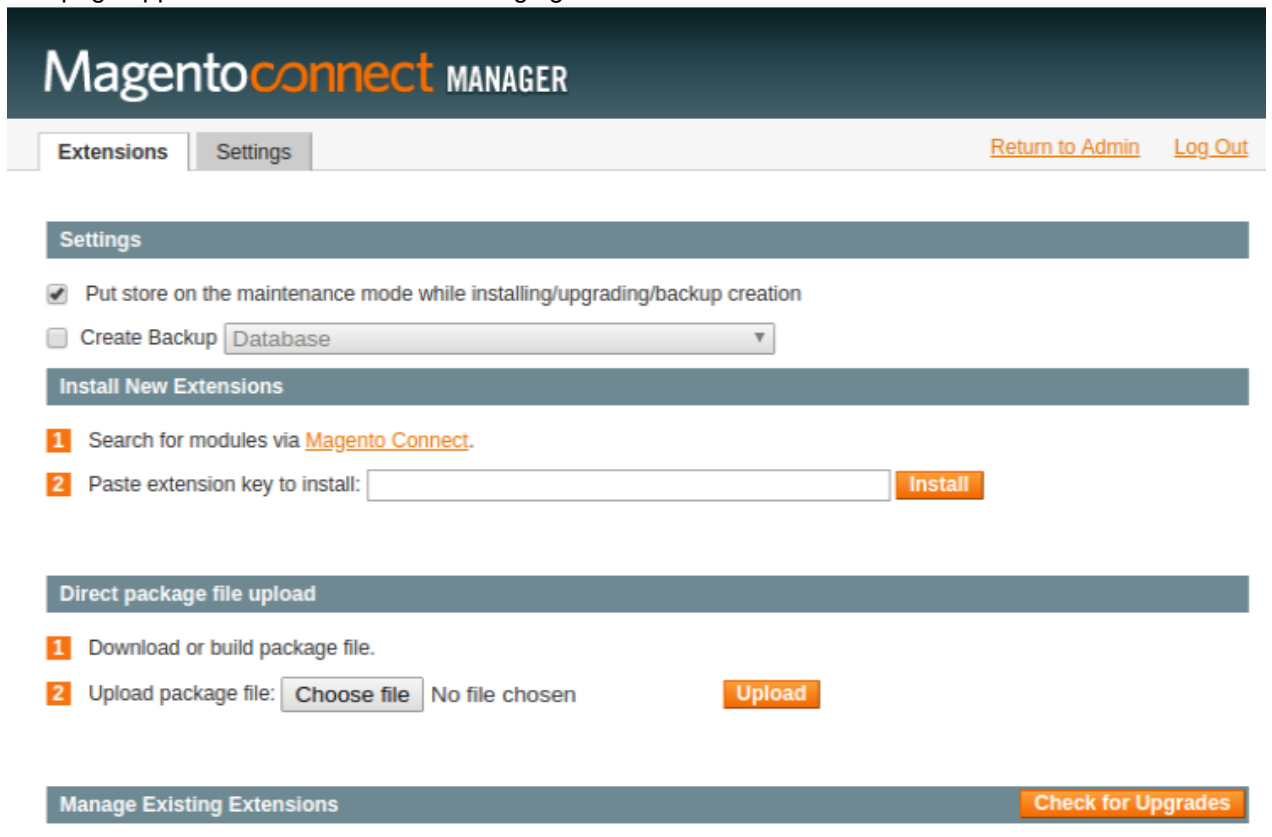 Magentoconnect MANAGER
Extensions Settings Return to Admin Log Out
Settings
Put store on the maintenance mode while installing/upgrading/backup creation
Create Backup Database
Install New Extensions
1 Search for modules via Magento Connect.
2 Paste extension key to install: Install
Direct package file upload
1 Download or build package file.
2 Upload package file: Choose file No file chosen Upload
Manage Existing Extensions Check for Upgrades